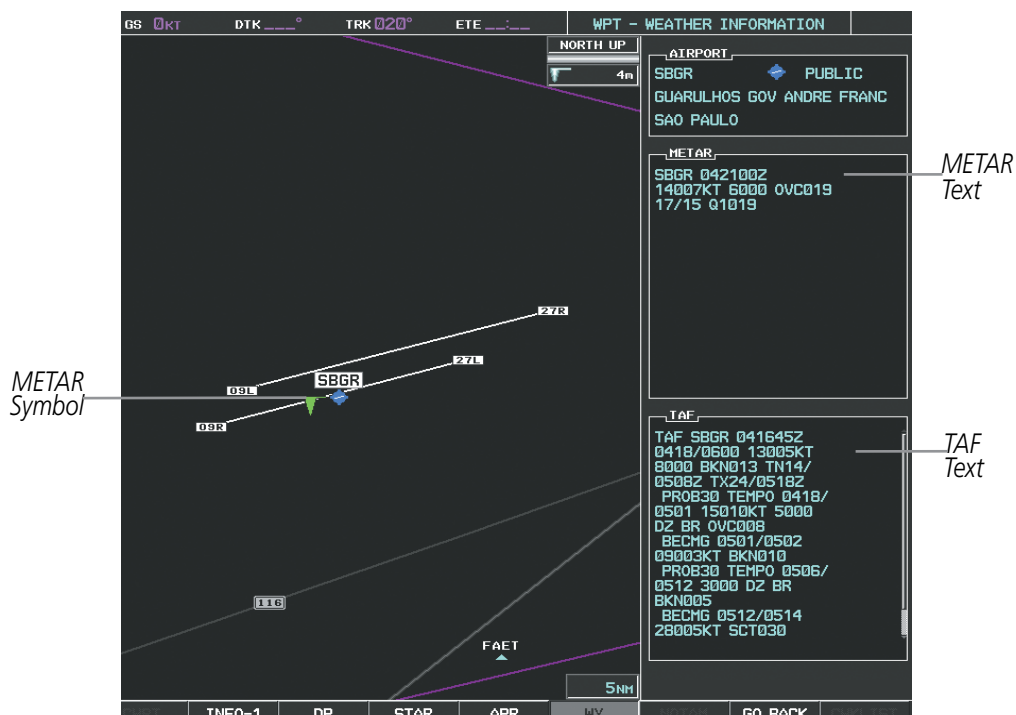 GS 0KT DTK ___° TRK 020° ETE __:__ WPT - WEATHER INFORMATION
NORTH UP
4m
AIRPORT
SBGR PUBLIC
GUARULHOS GOV ANDRE FRANC
SAO PAULO
METAR
SBGR 042100Z
14007KT 6000 OVC019
17/15 Q1019
METAR
Text
27R
27L
SBGR
09L
09R
METAR
Symbol
TAF
TAF SBGR 041645Z
0418/0600 13005KT
8000 BKN013 TN14/
0508Z TX24/0518Z
PROB30 TEMPO 0418/
0501 15010KT 5000
DZ BR OVC008
BECMG 0501/0502
09003KT BKN010
PROB30 TEMPO 0506/
0512 3000 DZ BR
BKN005
BECMG 0512/0514
28005KT SCT030
TAF
Text
116
FAET
5NM
INFO-1 DP STAR APR WX NOTAM GO BACK CHKLIST